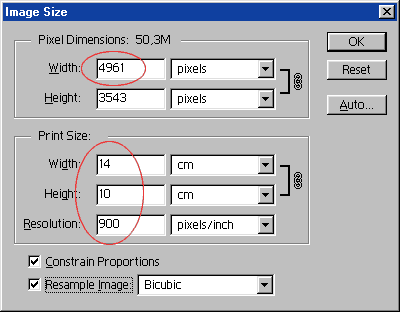 Image Size
Pixel Dimensions: 50,3M
Width: 4961 pixels
Height: 3543 pixels
Print Size:
Width: 14 cm
Height: 10 cm
Resolution: 900 pixels/inch
Constrain Proportions
Resample Image: Bicubic
OK
Reset
Auto...